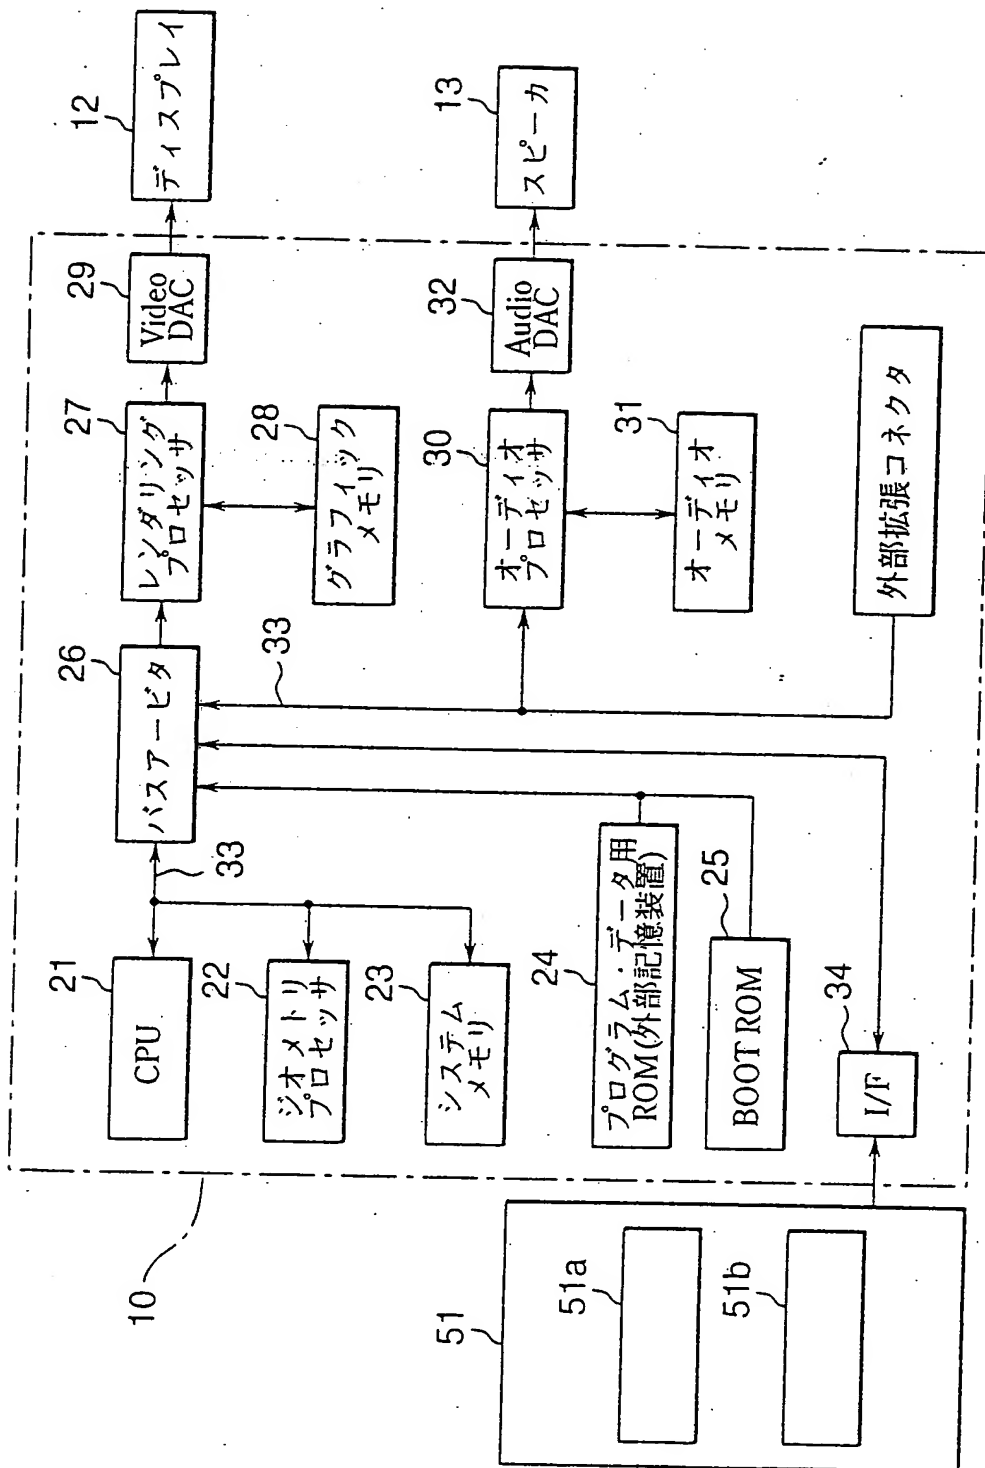 10
21
CPU
22
ジオメトリ
プロセッサ
23
システム
メモリ
24
プログラム・データ用
ROM(外部記憶装置)
25
BOOT ROM
34
I/F
51
51a
51b
33
26
バスアービタ
33
27
レンダリング
プロセッサ
28
グラフィック
メモリ
29
Video
DAC
12
ディスプレイ
30
オーディオ
プロセッサ
31
オーディオ
メモリ
32
Audio
DAC
13
スピーカ
外部拡張コネクタ